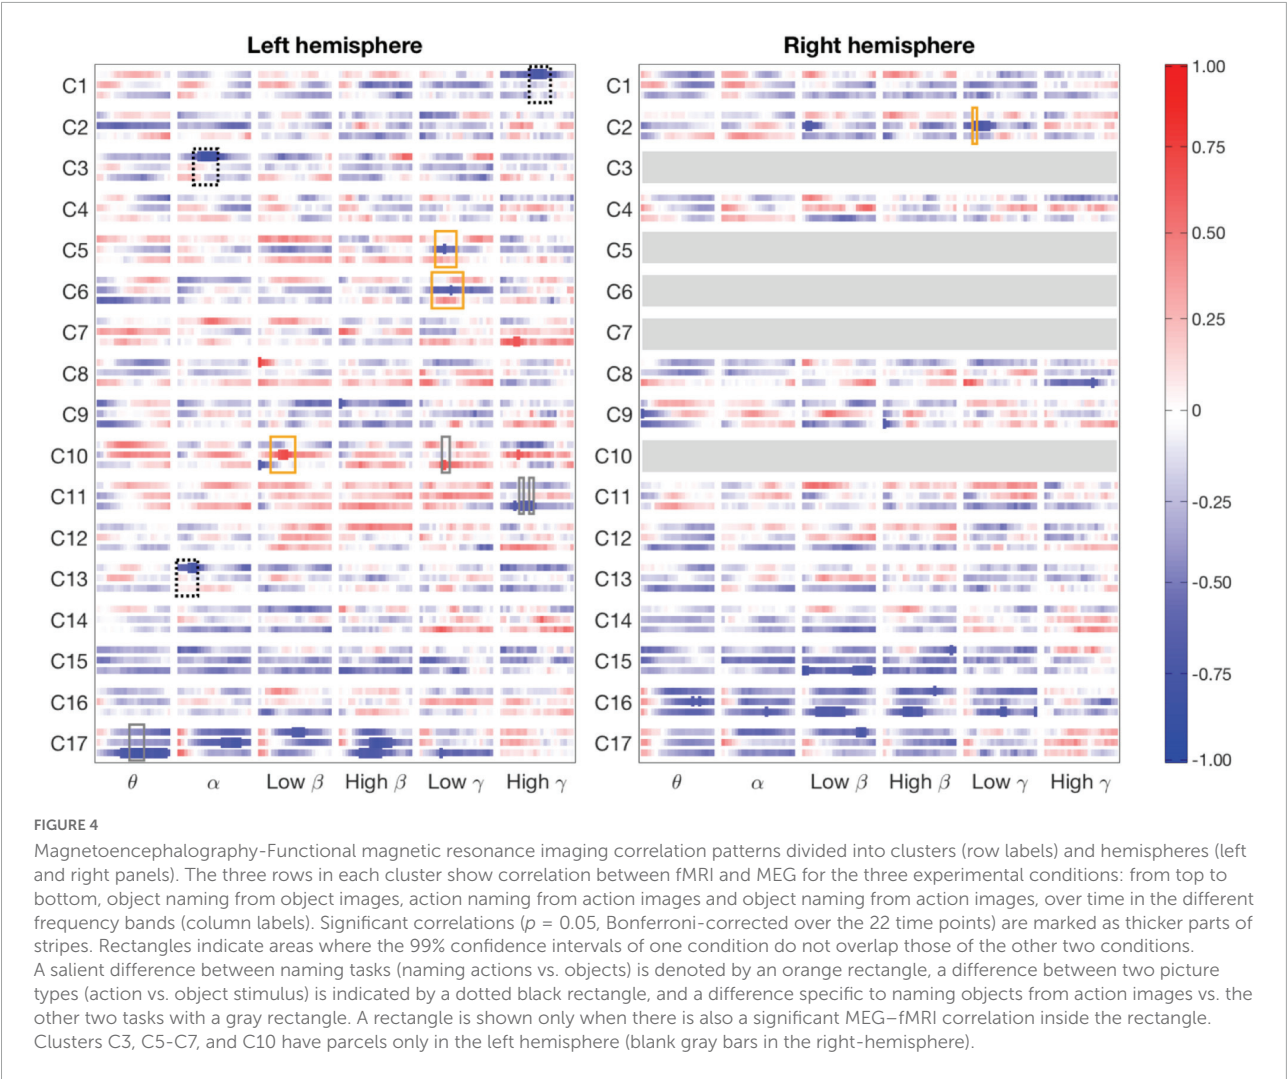 Left hemisphere
Right hemisphere
C1
C2
C3
C4
C5
C6
C7
C8
C9
C10
C11
C12
C13
C14
C15
C16
C17
θ α Low β High β Low γ High γ
C1
C2
C3
C4
C5
C6
C7
C8
C9
C10
C11
C12
C13
C14
C15
C16
C17
θ α Low β High β Low γ High γ
1.00
0.75
0.50
0.25
0
-0.25
-0.50
-0.75
-1.00
FIGURE 4
Magnetoencephalography-Functional magnetic resonance imaging correlation patterns divided into clusters (row labels) and hemispheres (left
and right panels). The three rows in each cluster show correlation between fMRI and MEG for the three experimental conditions: from top to
bottom, object naming from object images, action naming from action images and object naming from action images, over time in the different
frequency bands (column labels). Significant correlations (p = 0.05, Bonferroni-corrected over the 22 time points) are marked as thicker parts of
stripes. Rectangles indicate areas where the 99% confidence intervals of one condition do not overlap those of the other two conditions.
A salient difference between naming tasks (naming actions vs. objects) is denoted by an orange rectangle, a difference between two picture
types (action vs. object stimulus) is indicated by a dotted black rectangle, and a difference specific to naming objects from action images vs. the
other two tasks with a gray rectangle. A rectangle is shown only when there is also a significant MEG–fMRI correlation inside the rectangle.
Clusters C3, C5-C7, and C10 have parcels only in the left hemisphere (blank gray bars in the right-hemisphere).